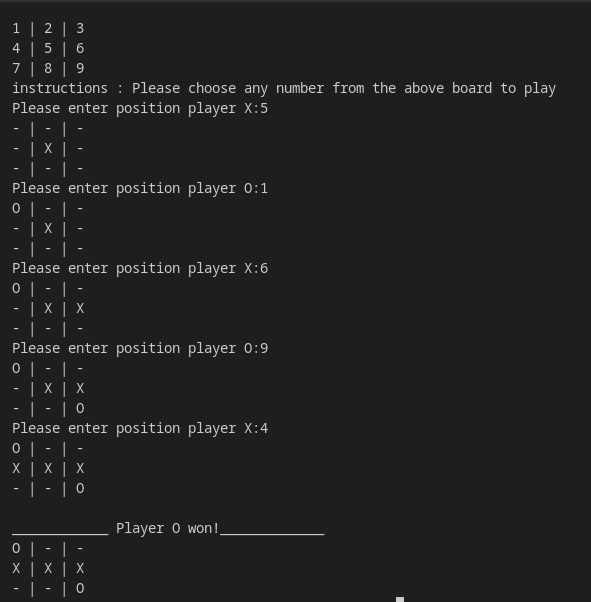 1 | 2 | 3
4 | 5 | 6
7 | 8 | 9
instructions : Please choose any number from the above board to play
Please enter position player X:5
- | - | -
- | X | -
- | - | -
Please enter position player O:1
O | - | -
- | X | -
- | - | -
Please enter position player X:6
O | - | -
- | X | X
- | - | -
Please enter position player O:9
O | - | -
- | X | X
- | - | O
Please enter position player X:4
O | - | -
X | X | X
- | - | O
____________ Player O won!_____________
O | - | -
X | X | X
- | - | O